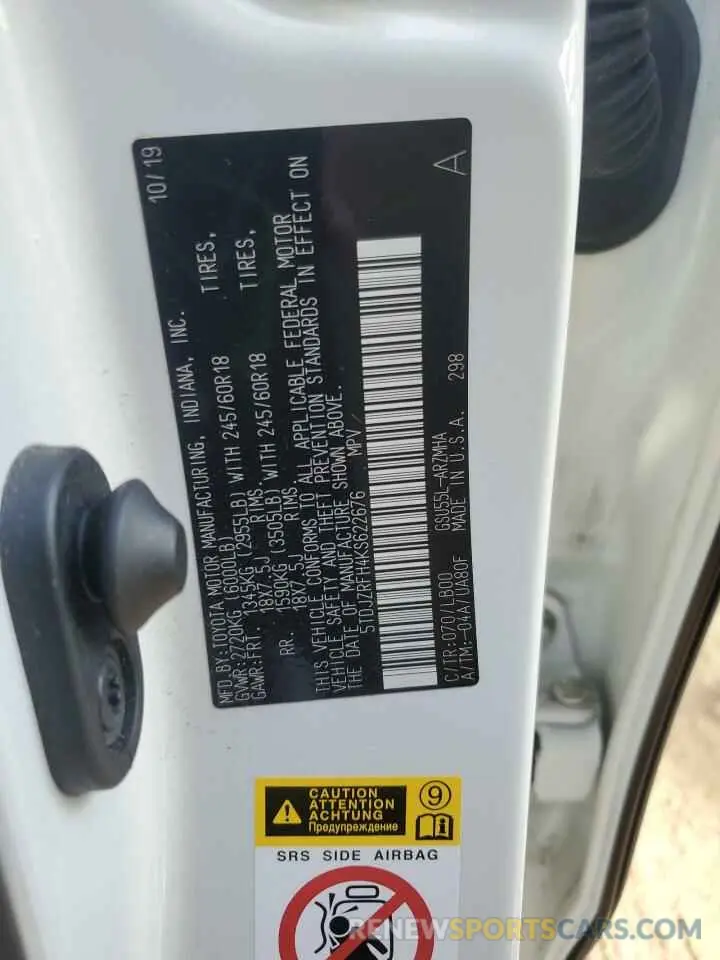 MFD.BY:TOYOTA MOTOR MANUFACTURING, INDIANA, INC. 10/19
GVWR:2720KG (6000LB)
GAWR:FRT. 1345KG (2955LB) WITH 245/60R18 TIRES,
18X7.5J RIMS.
RR. 1590KG (3505LB) WITH 245/60R18 TIRES,
18X7.5J RIMS.
THIS VEHICLE CONFORMS TO ALL APPLICABLE FEDERAL MOTOR
VEHICLE SAFETY AND THEFT PREVENTION STANDARDS IN EFFECT ON
THE DATE OF MANUFACTURE SHOWN ABOVE.
5TDJZRFH4KS622676 MPV
C/TR:070/LB00 GSU55L-ARZMHA
A/TM:-04A/UA80F MADE IN U.S.A. 298 A
CAUTION
ATTENTION
ACHTUNG
Предупреждение
9
SRS SIDE AIRBAG
RENEWSPORTSCARS.COM